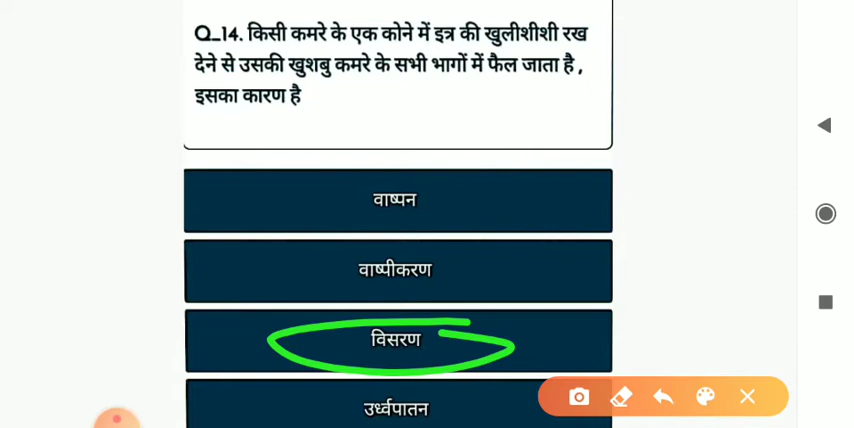 Q_14. किसी कमरे के एक कोने में इत्र की खुलीशीशी रख
देने से उसकी खुशबु कमरे के सभी भागों में फैल जाता है ,
इसका कारण है
वाष्पन
वाष्पीकरण
विसरण
उर्ध्वपातन